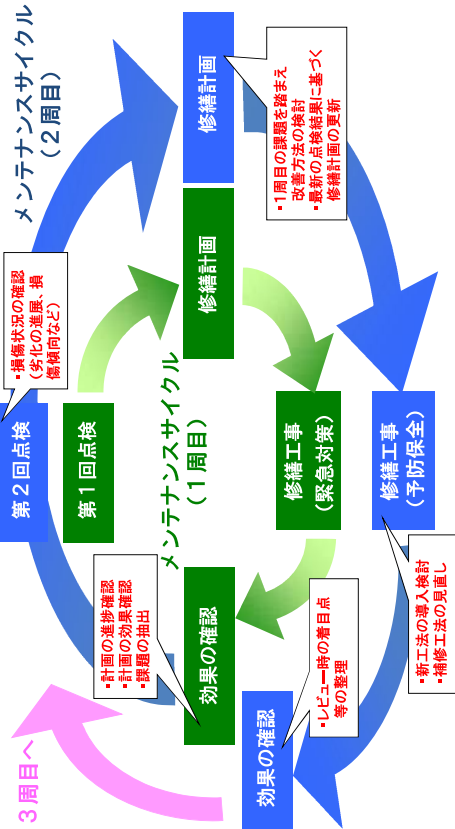 メンテナンスサイクル
（２周目）
３周目へ
第２回点検
・損傷状況の確認
（劣化の進展、損
傷傾向など）
第１回点検
修繕計画
修繕計画
・1周目の課題を踏まえ
改善方法の検討
・最新の点検結果に基づく
修繕計画の更新
メンテナンスサイクル
（１周目）
・計画の進捗確認
・計画の効果確認
・課題の抽出
効果の確認
効果の確認
・レビュー時の着目点
等の整理
修繕工事
（緊急対策）
修繕工事
（予防保全）
・新工法の導入検討
・補修工法の見直し